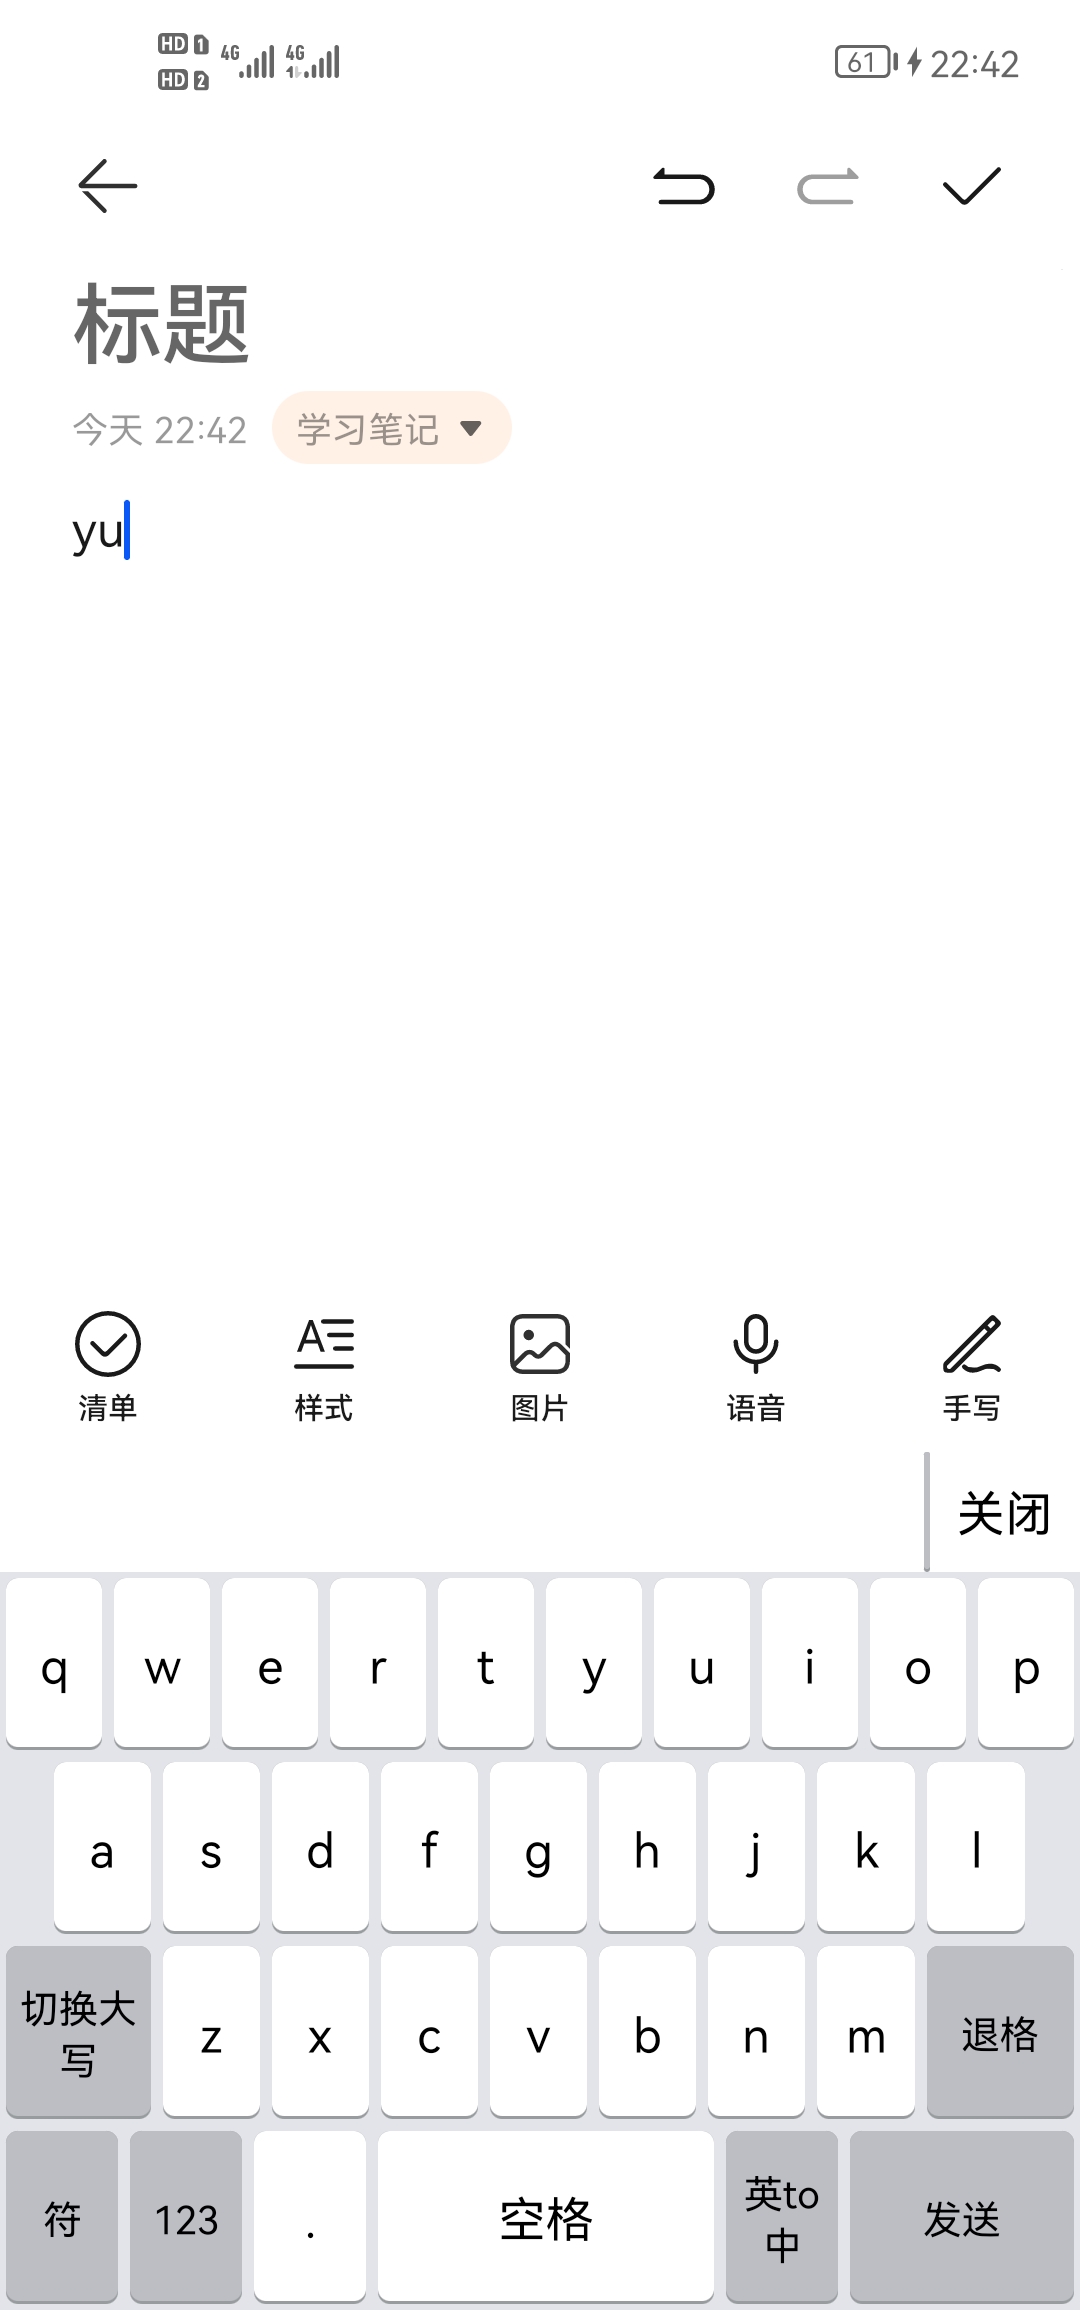 HD 1 4G 4G 61 22:42
HD 2
标题
今天 22:42 学习笔记
yu
清单 样式 图片 语音 手写
关闭
q w e r t y u i o p
a s d f g h j k l
切换大写 z x c v b n m 退格
符 123 . 空格 英to中 发送